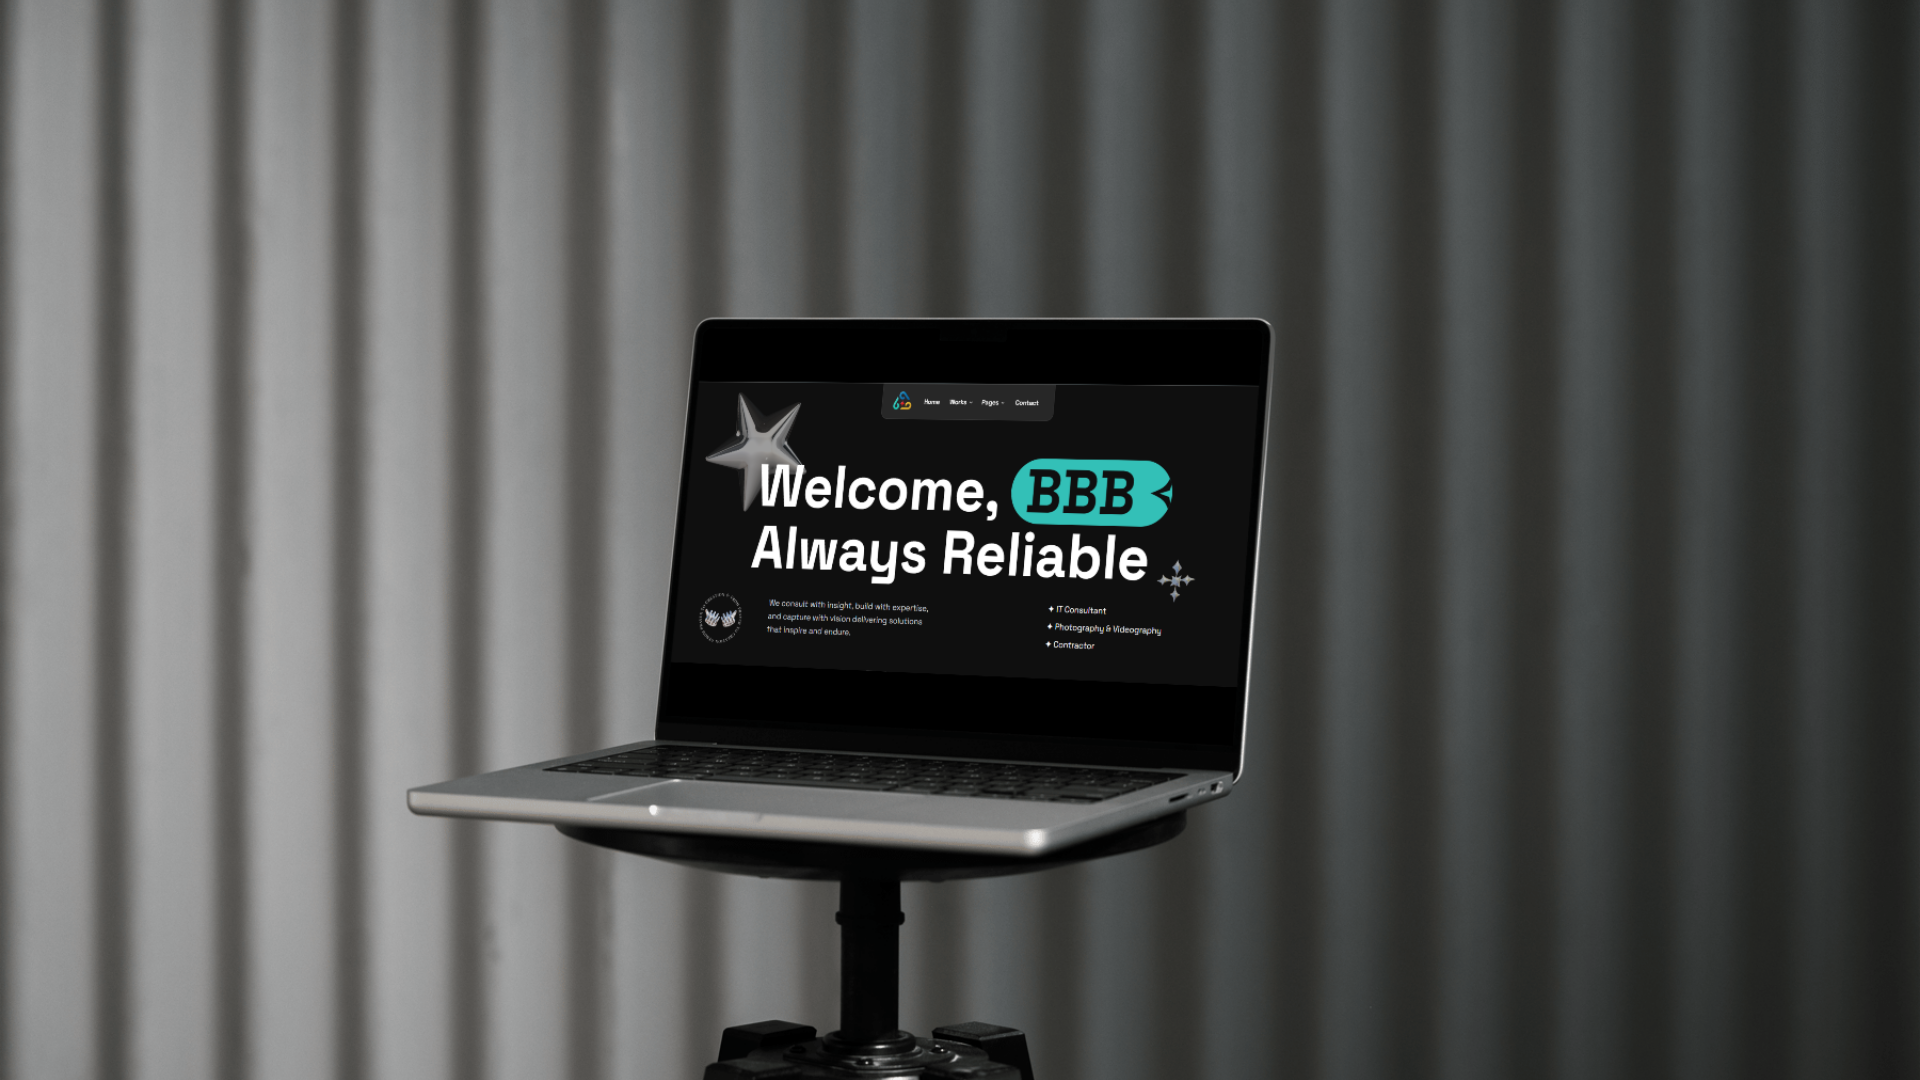 Home Works Pages Contact
Welcome, BBB
Always Reliable
We consult with insight, build with expertise,
and capture with vision delivering solutions
that inspire and endure.
✦ IT Consultant
✦ Photography & Videography
✦ Contractor